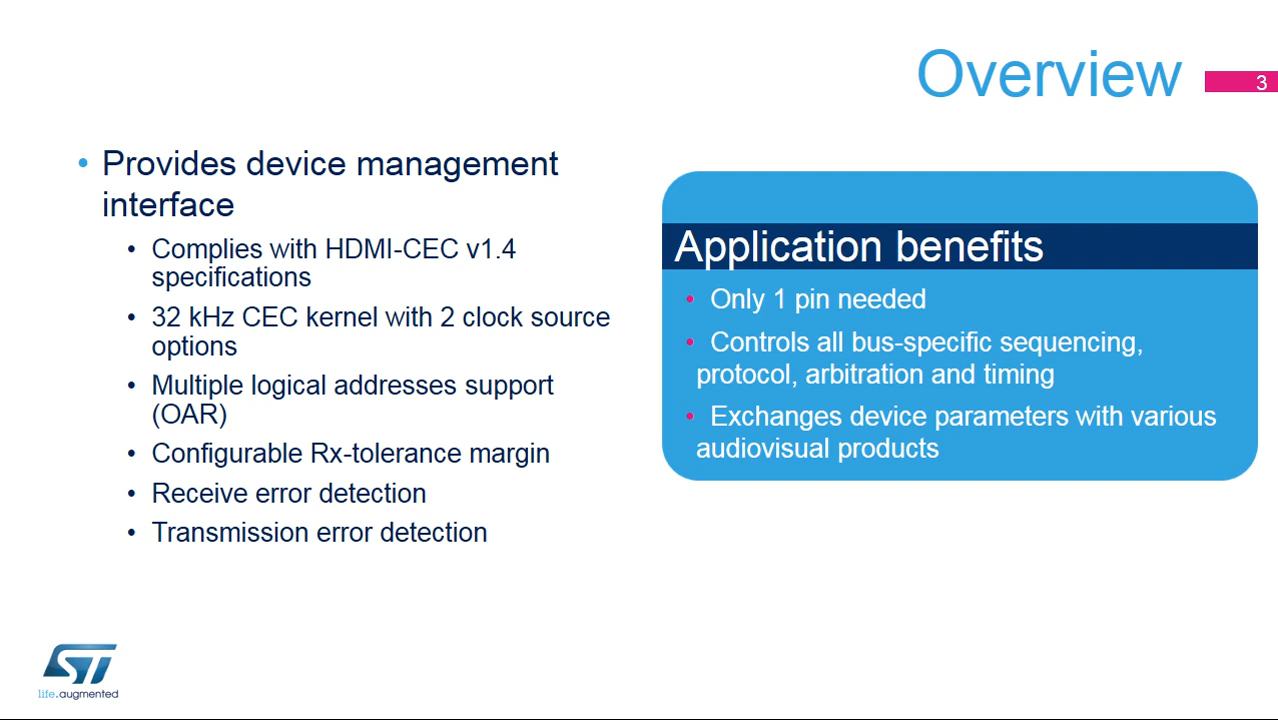 Overview
3
• Provides device management
interface
• Complies with HDMI-CEC v1.4
specifications
• 32 kHz CEC kernel with 2 clock source
options
• Multiple logical addresses support
(OAR)
• Configurable Rx-tolerance margin
• Receive error detection
• Transmission error detection
Application benefits
• Only 1 pin needed
• Controls all bus-specific sequencing,
protocol, arbitration and timing
• Exchanges device parameters with various
audiovisual products
ST
life.augmented